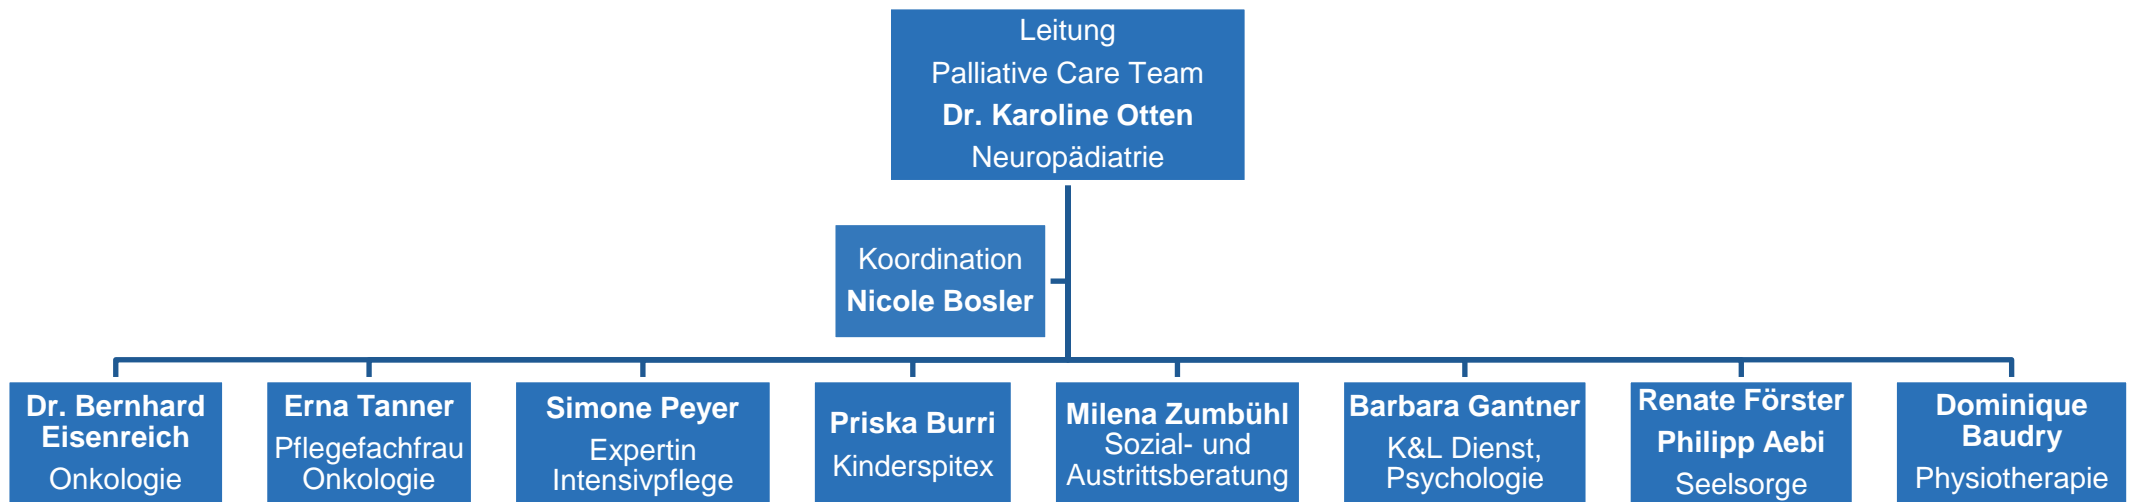 Leitung
Palliative Care Team
Dr. Karoline Otten
Neuropädiatrie
Koordination
Nicole Bosler
Dr. Bernhard
Eisenreich
Onkologie
Erna Tanner
Pflegefachfrau
Onkologie
Simone Peyer
Expertin
Intensivpflege
Priska Burri
Kinderspitex
Milena Zumbühl
Sozial- und
Austrittsberatung
Barbara Gantner
K&L Dienst,
Psychologie
Renate Förster
Philipp Aebi
Seelsorge
Dominique
Baudry
Physiotherapie